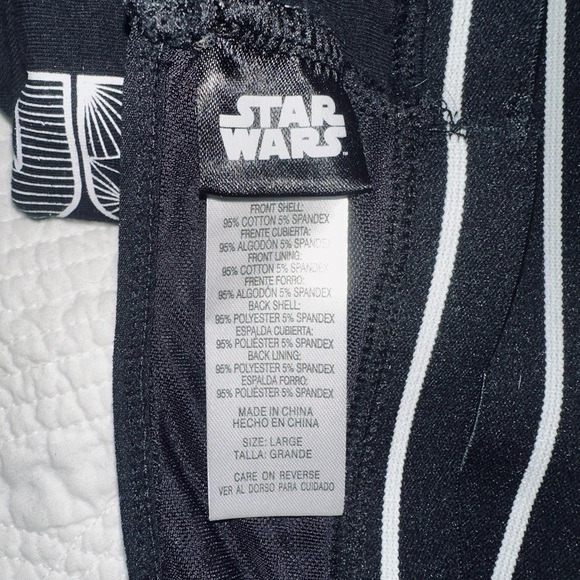 STAR
WARS
FRONT SHELL:
95% COTTON 5% SPANDEX
FRENTE CUBIERTA:
95% ALGODÓN 5% SPANDEX
FRONT LINING:
95% COTTON 5% SPANDEX
FRENTE FORRO:
95% ALGODÓN 5% SPANDEX
BACK SHELL:
95% POLYESTER 5% SPANDEX
ESPALDA CUBIERTA:
95% POLIÉSTER 5% SPANDEX
BACK LINING:
95% POLYESTER 5% SPANDEX
ESPALDA FORRO:
95% POLIÉSTER 5% SPANDEX
MADE IN CHINA
HECHO EN CHINA
SIZE: LARGE
TALLA: GRANDE
CARE ON REVERSE
VER AL DORSO PARA CUIDADO